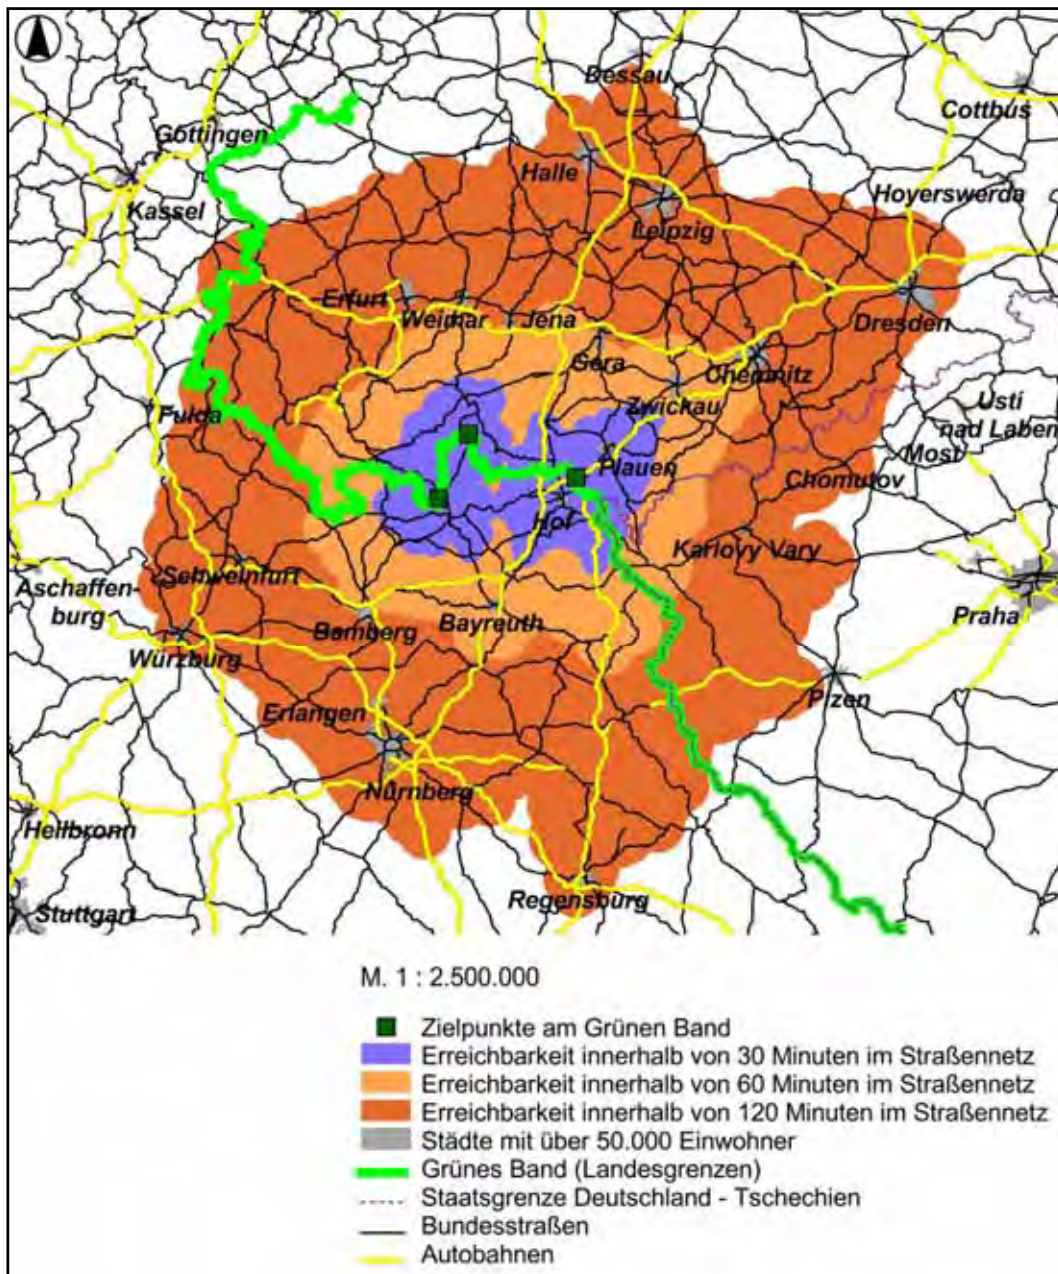 Dessau
Cottbus
Göttingen
Halle
Hoyerswerda
Kassel
Leipzig
Erfurt
Weimar
Jena
Dresden
Gera
Chemnitz
Zwickau
Fulda
Usti
nad Laben
Most
Plauen
Chomutov
Hof
Karlovy Vary
Schweinfurt
Aschaffen-
burg
Praha
Bamberg
Bayreuth
Würzburg
Plzen
Erlangen
Nürnberg
Heilbronn
Regensburg
Stuttgart
M. 1 : 2.500.000
Zielpunkte am Grünen Band
Erreichbarkeit innerhalb von 30 Minuten im Straßennetz
Erreichbarkeit innerhalb von 60 Minuten im Straßennetz
Erreichbarkeit innerhalb von 120 Minuten im Straßennetz
Städte mit über 50.000 Einwohner
Grünes Band (Landesgrenzen)
Staatsgrenze Deutschland - Tschechien
Bundesstraßen
Autobahnen